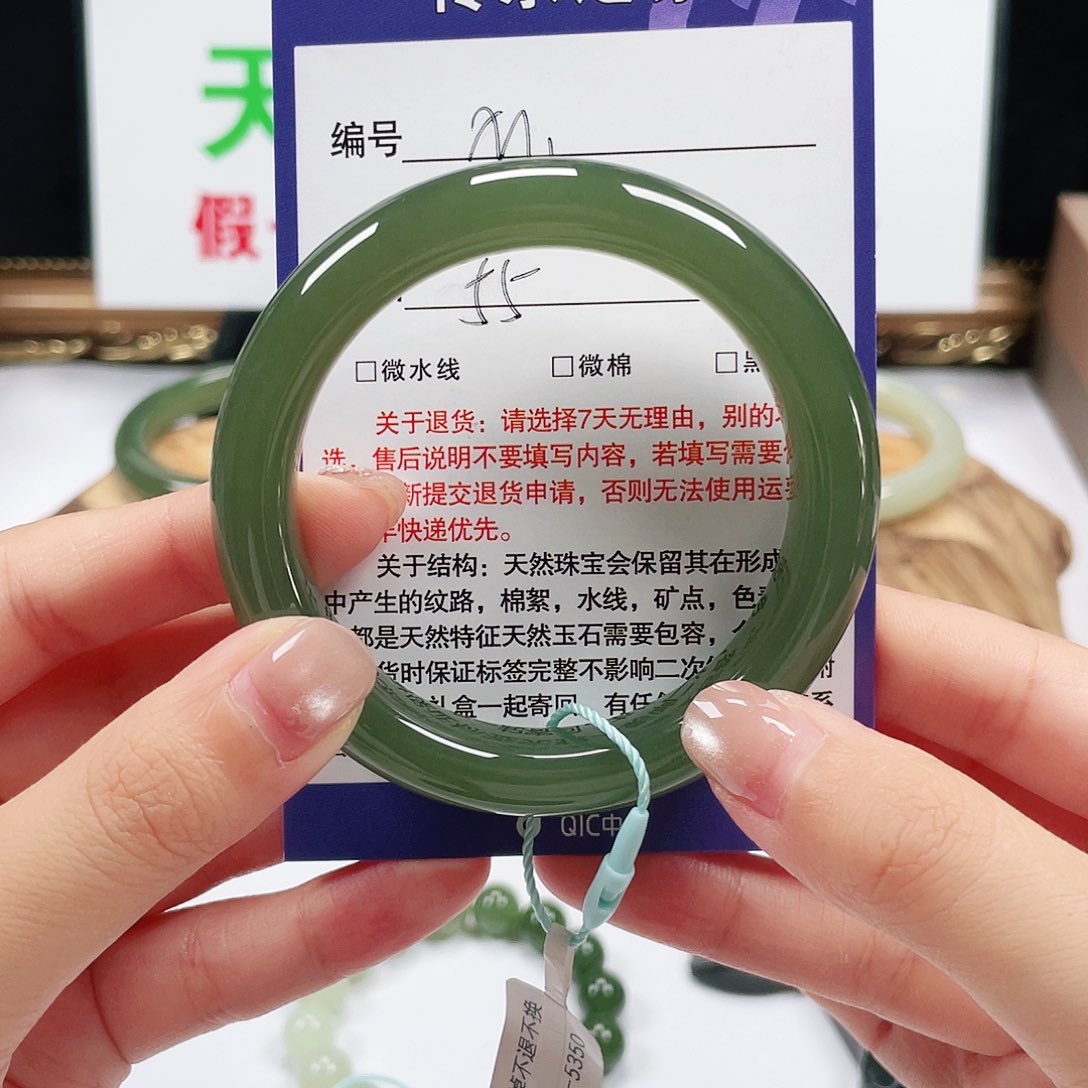 天
假
编号
55
□微水线 □微棉 □黑
关于退货：请选择7天无理由，别的
选 售后说明不要填写内容，若填写需要
新提交退货申请，否则无法使用运
快递优先。
关于结构：天然珠宝会保留其在形成
中产生的纹路，棉絮，水线，矿点，色
都是天然特征天然玉石需要包容，
货时保证标签完整不影响二次
礼盒一起寄回 有任
系
QIC中
不退不换
-5350